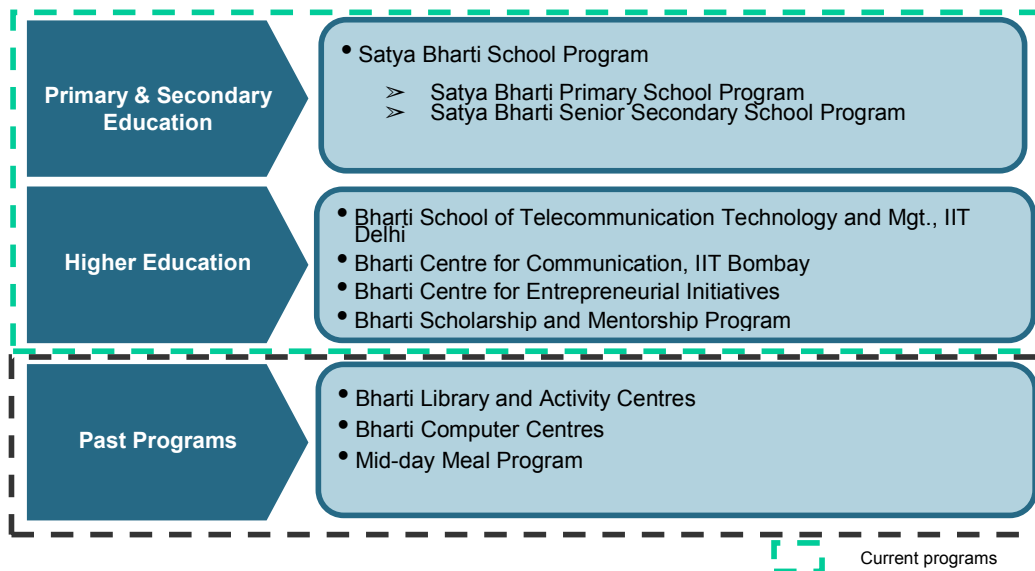 Primary & Secondary
Education
• Satya Bharti School Program
➢ Satya Bharti Primary School Program
➢ Satya Bharti Senior Secondary School Program
Higher Education
• Bharti School of Telecommunication Technology and Mgt., IIT
Delhi
• Bharti Centre for Communication, IIT Bombay
• Bharti Centre for Entrepreneurial Initiatives
• Bharti Scholarship and Mentorship Program
Past Programs
• Bharti Library and Activity Centres
• Bharti Computer Centres
• Mid-day Meal Program
Current programs